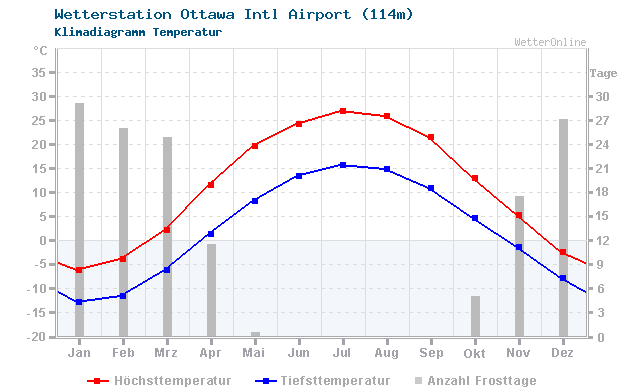 Wetterstation Ottawa Intl Airport (114m)
Klimadiagramm Temperatur
WetterOnline
°C
Tage
35
30 30
25 27
20 24
15 21
10 18
5 15
0 12
-5 9
-10 6
-15 3
-20 0
Jan Feb Mrz Apr Mai Jun Jul Aug Sep Okt Nov Dez
Höchsttemperatur Tiefsttemperatur Anzahl Frosttage